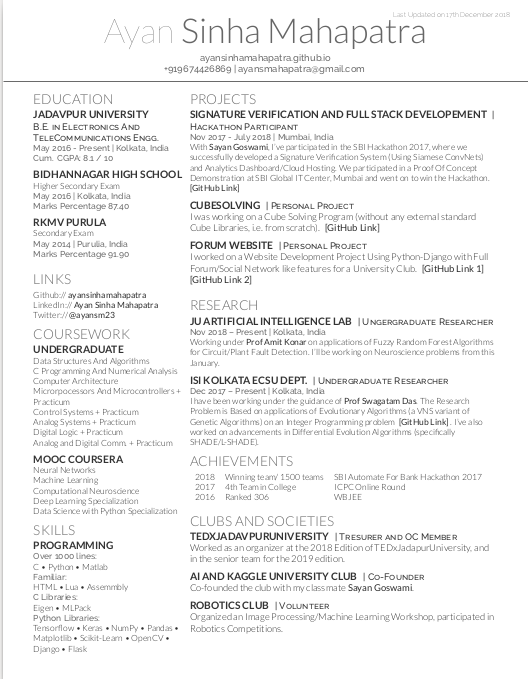 Last Updated on 17th December 2018
Ayan Sinha Mahapatra
ayansinhamahapatra.github.io
+919674426869 | ayansmahapatra@gmail.com
EDUCATION
JADAVPUR UNIVERSITY
B.E. in Electronics And
TeleCommunications Engg.
May 2016 - Present | Kolkata, India
Cum. CGPA: 8.1 / 10
BIDHANNAGAR HIGH SCHOOL
Higher Secondary Exam
May 2016 | Kolkata, India
Marks Percentage 87.40
RKMV PURULA
Secondary Exam
May 2014 | Purulia, India
Marks Percentage 91.90
LINKS
Github:// ayansinhamahapatra
LinkedIn:// Ayan Sinha Mahapatra
Twitter:// @ayansm23
COURSEWORK
UNDERGRADUATE
Data Structures And Algorithms
C Programming And Numerical Analysis
Computer Architecture
Microrpocessors And Microcontrollers +
Practicum
Control Systems + Practicum
Analog Systems + Practicum
Digital Logic + Practicum
Analog and Digital Comm. + Practicum
MOOC COURSERA
Neural Networks
Machine Learning
Computational Neuroscience
Deep Learning Specialization
Data Science with Python Specialization
SKILLS
PROGRAMMING
Over 1000 lines:
C • Python • Matlab
Familiar:
HTML • Lua • Assemmbly
C Libraries:
Eigen • MLPack
Python Libraries:
Tensorflow • Keras • NumPy • Pandas •
Matplotlib • Scikit-Learn • OpenCV •
Django • Flask
PROJECTS
SIGNATURE VERIFICATION AND FULL STACK DEVELOPEMENT |
Hackathon Participant
Nov 2017 - July 2018 | Mumbai, India
With Sayan Goswami, I've participated in the SBI Hackathon 2017, where we
successfully developed a Signature Verification System (Using Siamese ConvNets)
and Analytics Dashboard/Cloud Hosting. We participated in a Proof Of Concept
Demonstration at SBI Global IT Center, Mumbai and went on to win the Hackathon.
[GitHub Link]
CUBESOLVING | Personal Project
I was working on a Cube Solving Program (without any external standard
Cube Libraries, i.e. from scratch). [GitHub Link]
FORUM WEBSITE | Personal Project
I worked on a Website Development Project Using Python-Django with Full
Forum/Social Network like features for a University Club. [GitHub Link 1]
[GitHub Link 2]
RESEARCH
JU ARTIFICIAL INTELLIGENCE LAB | Ungergraduate Researcher
Nov 2018 – Present | Kolkata, India
Working under Prof Amit Konar on applications of Fuzzy Random Forest Algorithms
for Circuit/Plant Fault Detection. I'll be working on Neuroscience problems from this
January.
ISI KOLKATA ECSU DEPT. | Undergraduate Researcher
Dec 2017 – Present | Kolkata, India
I have been working under the guidance of Prof Swagatam Das. The Research
Problem is Based on applications of Evolutionary Algorithms (a VNS variant of
Genetic Algorithms) on an Integer Programming problem [GitHub Link]. I've also
worked on advancements in Differential Evolution Algorithms (specifically
SHADE/L-SHADE).
ACHIEVEMENTS
2018 Winning team/ 1500 teams SBI Automate For Bank Hackathon 2017
2017 4th Team in College ICPC Online Round
2016 Ranked 306 WBJEE
CLUBS AND SOCIETIES
TEDXJADAVPURUNIVERSITY | Tresurer and OC Member
Worked as an organizer at the 2018 Edition of TEDxJadapurUniversity, and
in the senior team for the 2019 edition.
AI AND KAGGLE UNIVERSITY CLUB | Co-Founder
Co-founded the club with my classmate Sayan Goswami.
ROBOTICS CLUB | Volunteer
Organized an Image Processing/Machine Learning Workshop, participated in
Robotics Competitions.